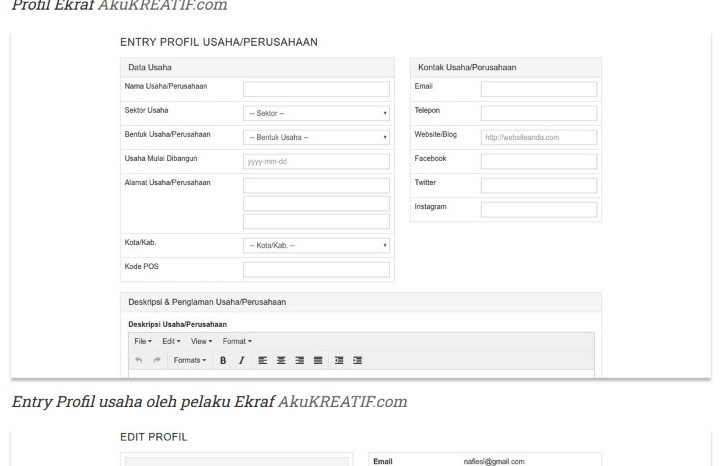 Profil Ekraf AkuKREATIF.com
ENTRY PROFIL USAHA/PERUSAHAAN
Data Usaha
Nama Usaha/Perusahaan
Sektor Usaha
-- Sektor --
Bentuk Usaha/Perusahaan
-- Bentuk Usaha --
Usaha Mulai Dibangun
yyyy-mm-dd
Alamat Usaha/Perusahaan
Kota/Kab.
-- Kota/Kab. --
Kode POS
Kontak Usaha/Perusahaan
Email
Telepon
Website/Blog
http://websiteanda.com
Facebook
Twitter
Instagram
Deskripsi & Penglaman Usaha/Perusahaan
Deskripsi Usaha/Perusahaan
File Edit View Format
Formats B I
Entry Profil usaha oleh pelaku Ekraf AkuKREATIF.com
EDIT PROFIL
Email nafiesl@gmail.com